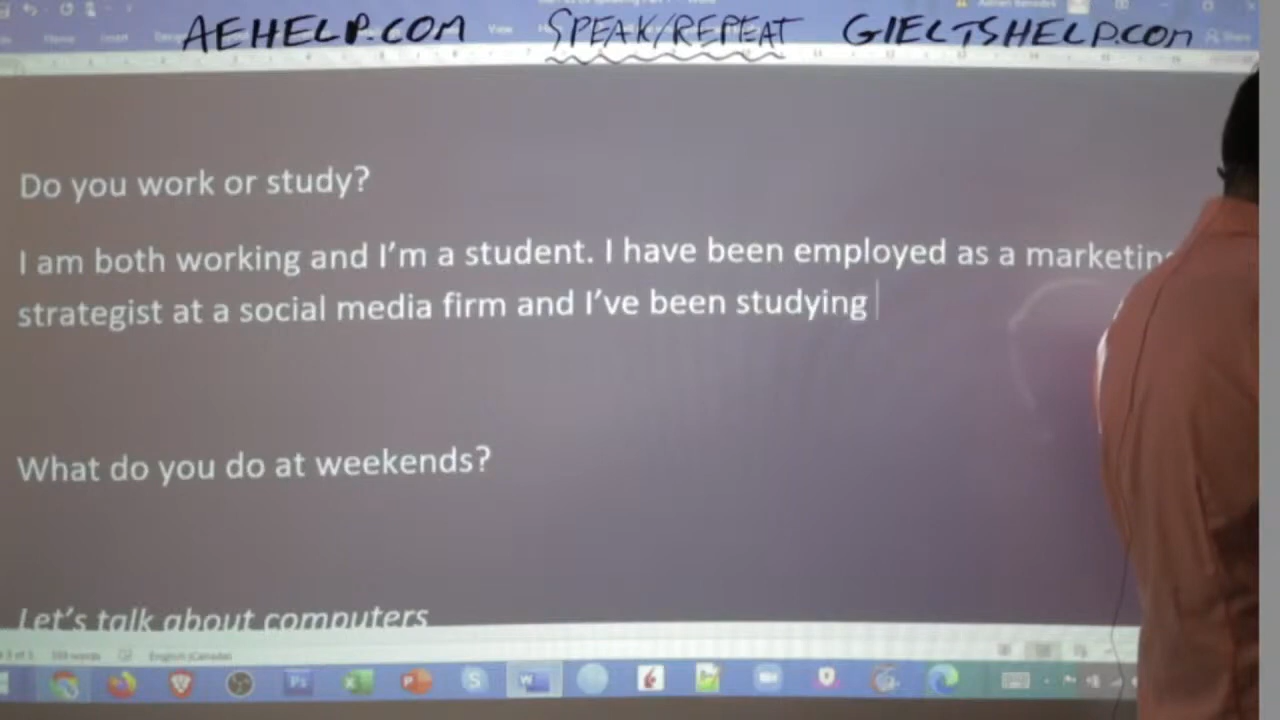 AEHELP.COM SPEAK/REPEAT GIELTSHELP.COM
Do you work or study?
I am both working and I'm a student. I have been employed as a
strategist at a social media firm and I've been studying
What do you do at weekends?
Let's talk about computers